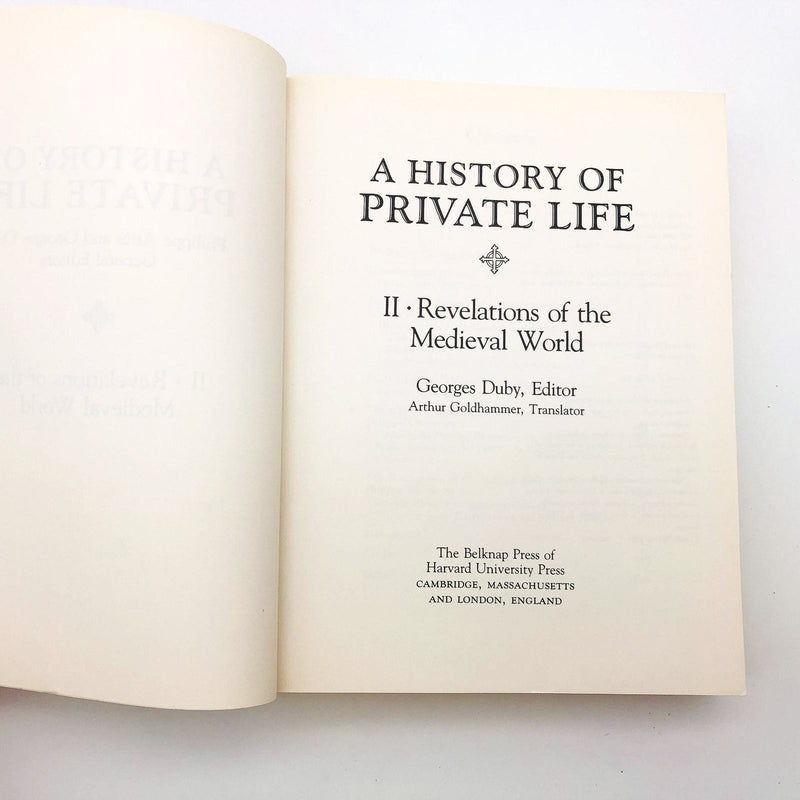 A HISTORY OF
PRIVATE LIFE
II · Revelations of the
Medieval World
Georges Duby, Editor
Arthur Goldhammer, Translator
The Belknap Press of
Harvard University Press
CAMBRIDGE, MASSACHUSETTS
AND LONDON, ENGLAND